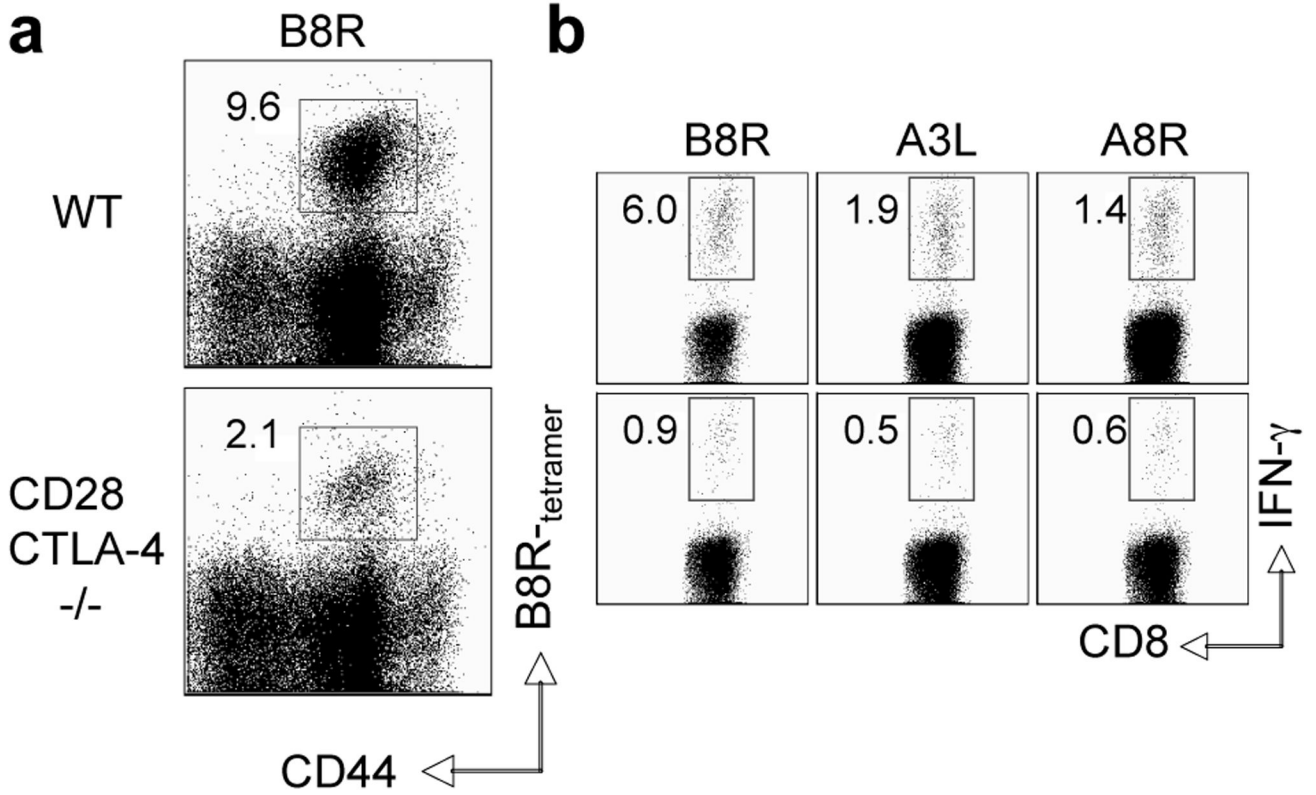 a
B8R
9.6
WT
2.1
CD28
CTLA-4
-/-
B8R-tetramer
CD44
b
B8R A3L A8R
6.0 1.9 1.4
0.9 0.5 0.6
IFN-γ
CD8